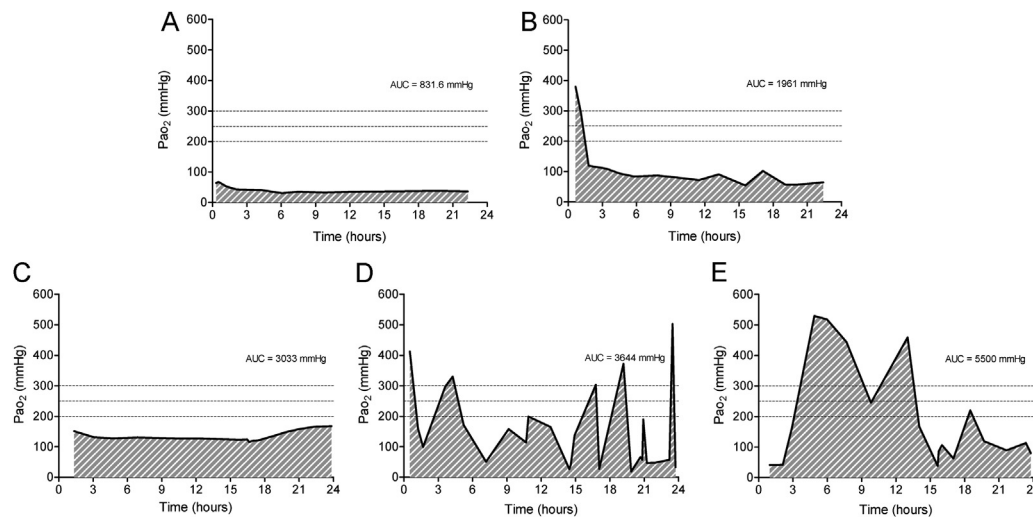 A
600
500
400
300
200
100
0
PaO₂ (mmHg)
AUC = 831.6 mmHg
0 3 6 9 12 15 18 21 24
Time (hours)
B
600
500
400
300
200
100
0
PaO₂ (mmHg)
AUC = 1961 mmHg
0 3 6 9 12 15 18 21 24
Time (hours)
C
600
500
400
300
200
100
0
PaO₂ (mmHg)
AUC = 3033 mmHg
0 3 6 9 12 15 18 21 24
Time (hours)
D
600
500
400
300
200
100
0
PaO₂ (mmHg)
AUC = 3644 mmHg
0 3 6 9 12 15 18 21 24
Time (hours)
E
600
500
400
300
200
100
0
PaO₂ (mmHg)
AUC = 5500 mmHg
0 3 6 9 12 15 18 21 24
Time (hours)